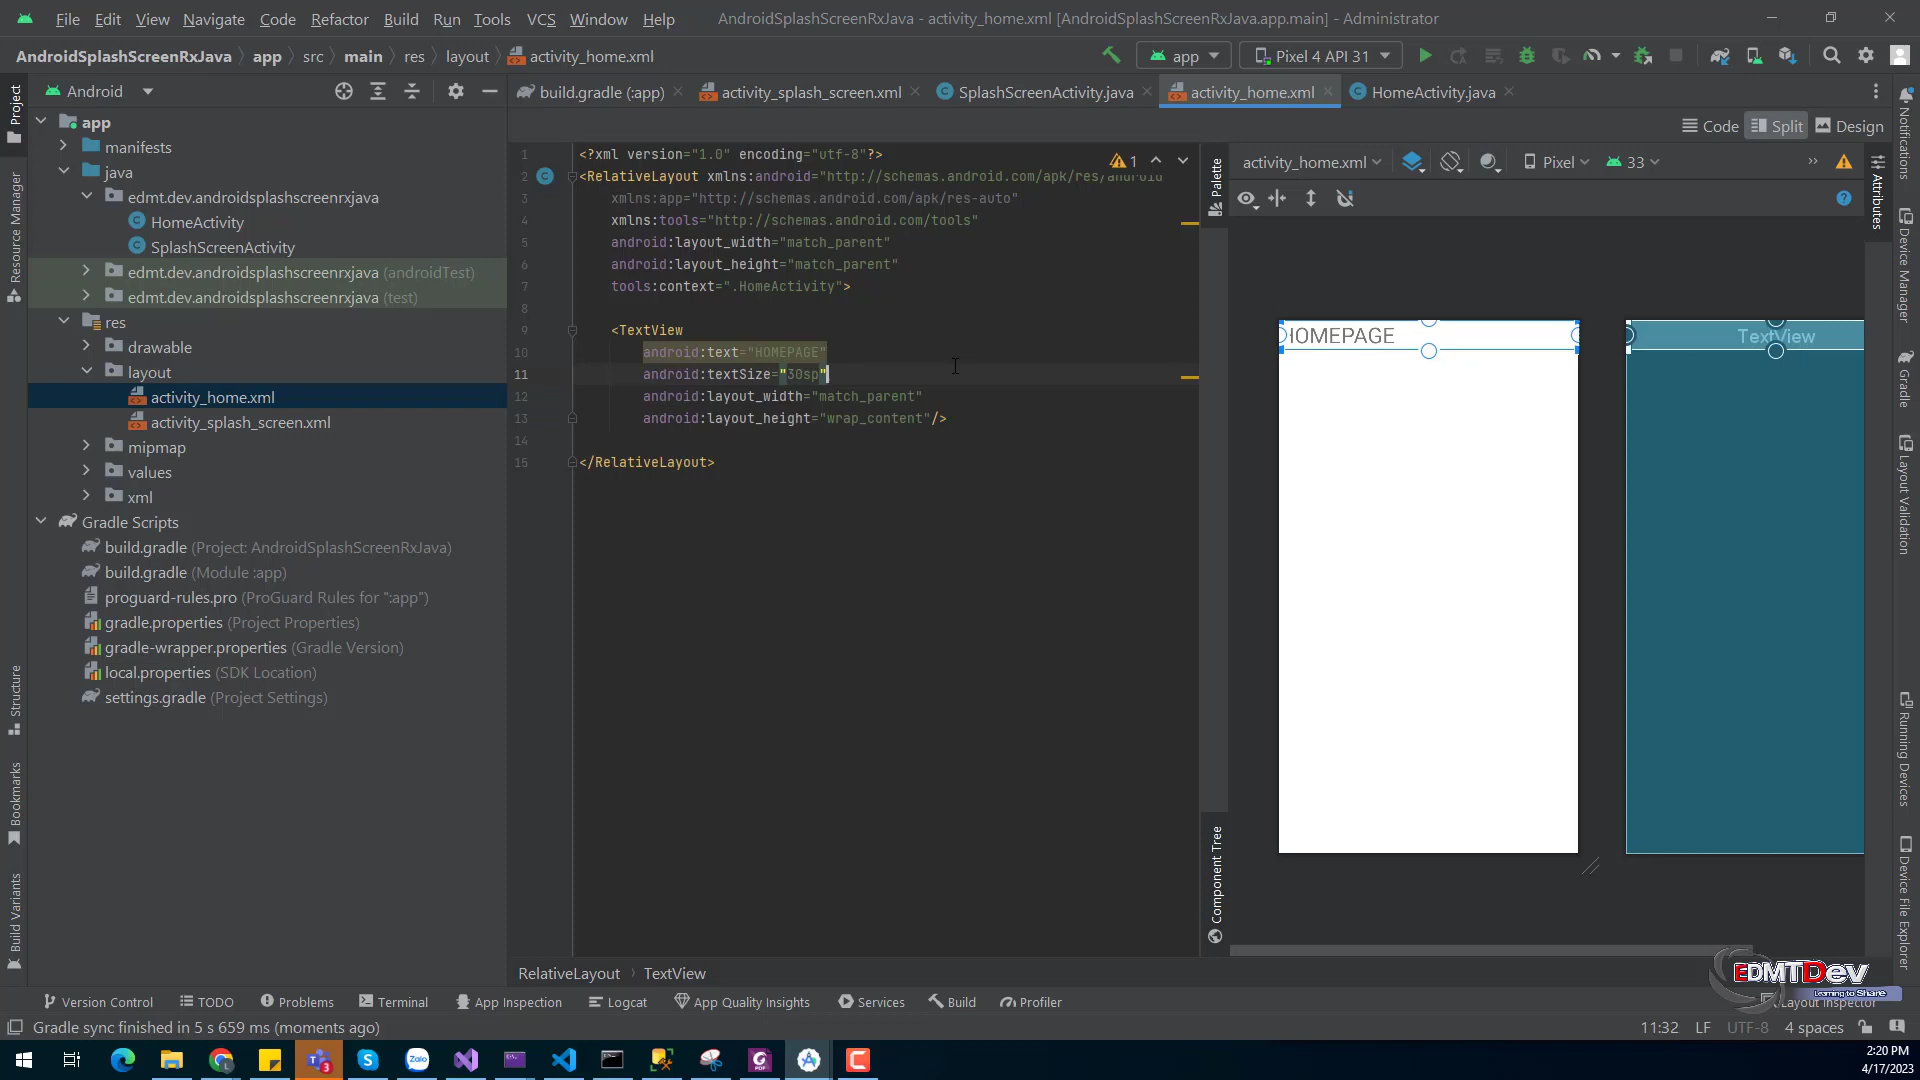 File Edit View Navigate Code Refactor Build Run Tools VCS Window Help AndroidSplashScreenRxJava - activity_home.xml [AndroidSplashScreenRxJava.app.main] - Administrator
AndroidSplashScreenRxJava app src main res layout activity_home.xml app Pixel 4 API 31
Android build.gradle (:app) activity_splash_screen.xml SplashScreenActivity.java activity_home.xml HomeActivity.java
Code Split Design
Project
Resource Manager
Structure
Bookmarks
Build Variants
app
manifests
java
edmt.dev.androidsplashscreenrxjava
HomeActivity
SplashScreenActivity
edmt.dev.androidsplashscreenrxjava (androidTest)
edmt.dev.androidsplashscreenrxjava (test)
res
drawable
layout
activity_home.xml
activity_splash_screen.xml
mipmap
values
xml
Gradle Scripts
build.gradle (Project: AndroidSplashScreenRxJava)
build.gradle (Module :app)
proguard-rules.pro (ProGuard Rules for ":app")
gradle.properties (Project Properties)
gradle-wrapper.properties (Gradle Version)
local.properties (SDK Location)
settings.gradle (Project Settings)
1 <?xml version="1.0" encoding="utf-8"?>
2 <RelativeLayout xmlns:android="http://schemas.android.com/apk/res/android
3 xmlns:app="http://schemas.android.com/apk/res-auto"
4 xmlns:tools="http://schemas.android.com/tools"
5 android:layout_width="match_parent"
6 android:layout_height="match_parent"
7 tools:context=".HomeActivity">
8
9 <TextView
10 android:text="HOMEPAGE"
11 android:textSize="30sp"
12 android:layout_width="match_parent"
13 android:layout_height="wrap_content"/>
14
15 </RelativeLayout>
1
Palette
Component Tree
activity_home.xml Pixel 33
HOMEPAGE
TextView
Notifications
Attributes
Device Manager
Gradle
Layout Validation
Running Devices
Device File Explorer
RelativeLayout TextView
EDMTDev
Learning to Share
Version Control TODO Problems Terminal App Inspection Logcat App Quality Insights Services Build Profiler Layout Inspector
Gradle sync finished in 5 s 659 ms (moments ago) 11:32 LF UTF-8 4 spaces
Zalo
3
2:20 PM
4/17/2023